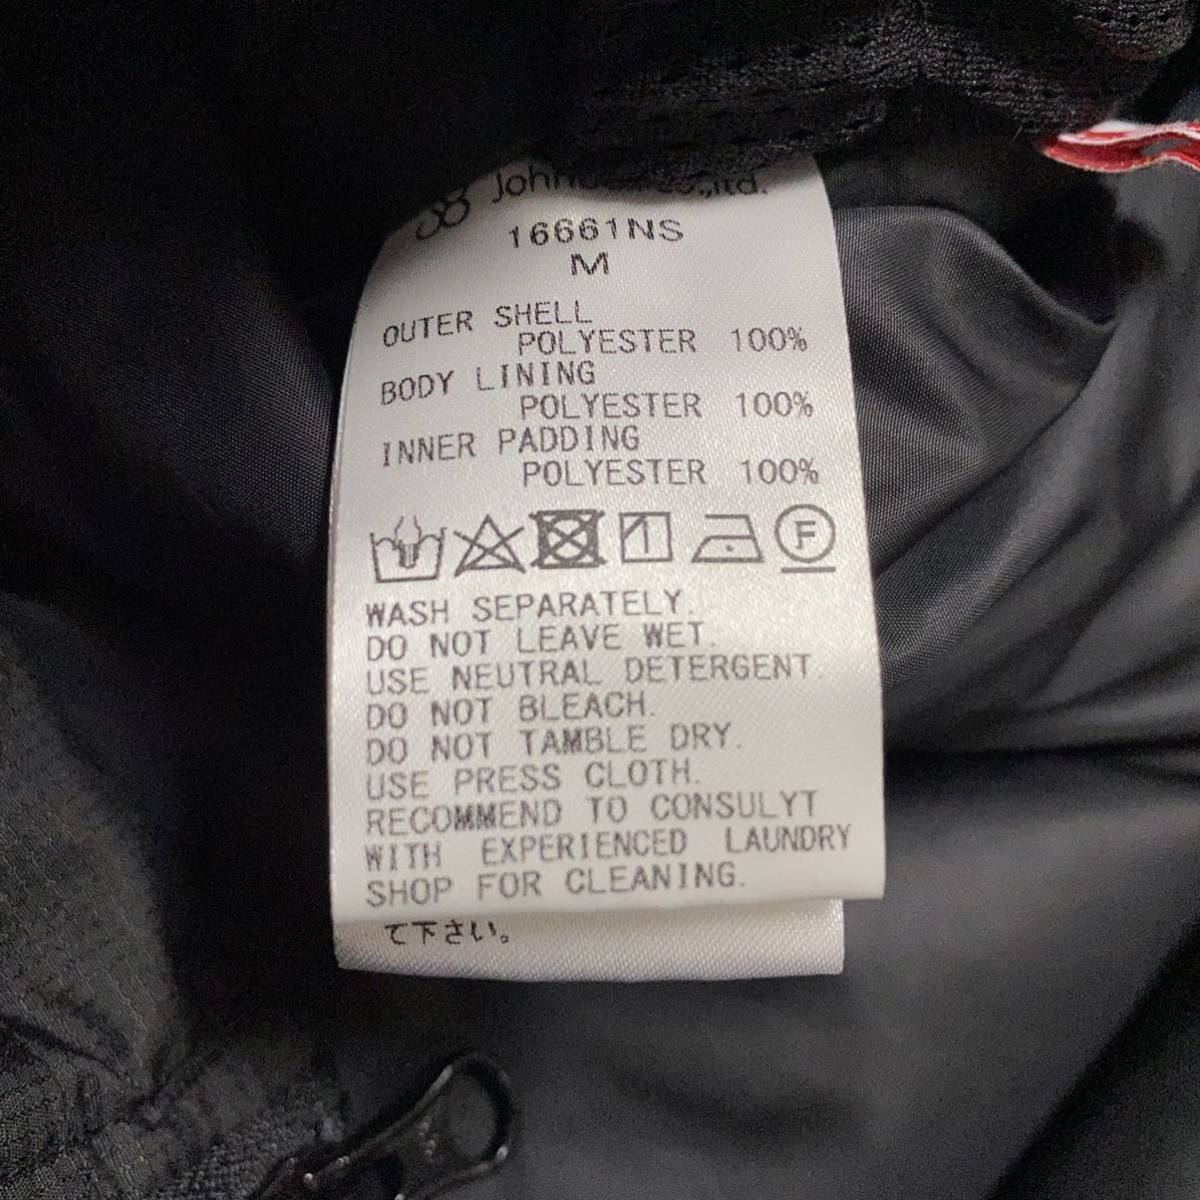 16661NS
M
OUTER SHELL
POLYESTER 100%
BODY LINING
POLYESTER 100%
INNER PADDING
POLYESTER 100%
F
WASH SEPARATELY.
DO NOT LEAVE WET.
USE NEUTRAL DETERGENT.
DO NOT BLEACH.
DO NOT TAMBLE DRY.
USE PRESS CLOTH.
RECOMMEND TO CONSULYT
WITH EXPERIENCED LAUNDRY
SHOP FOR CLEANING.
て下さい。